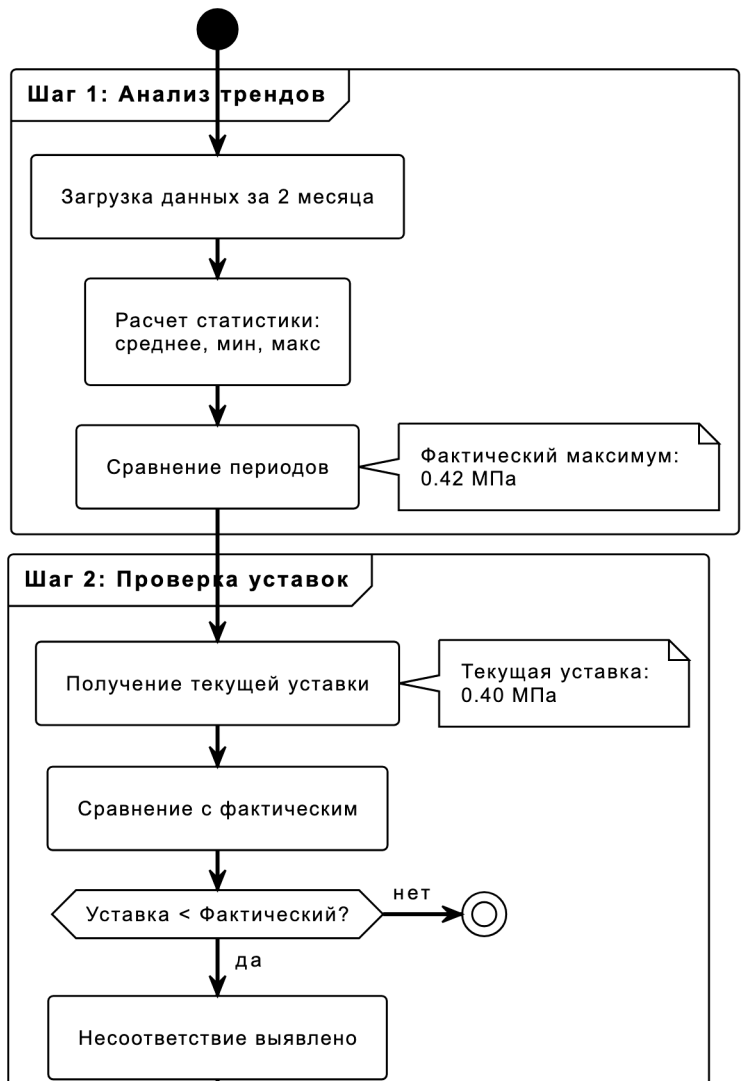 Шаг 1: Анализ трендов
Загрузка данных за 2 месяца
Расчет статистики:
среднее, мин, макс
Сравнение периодов
Фактический максимум:
0.42 МПа
Шаг 2: Проверка уставок
Получение текущей уставки
Текущая уставка:
0.40 МПа
Сравнение с фактическим
Уставка < Фактический?
нет
да
Несоответствие выявлено